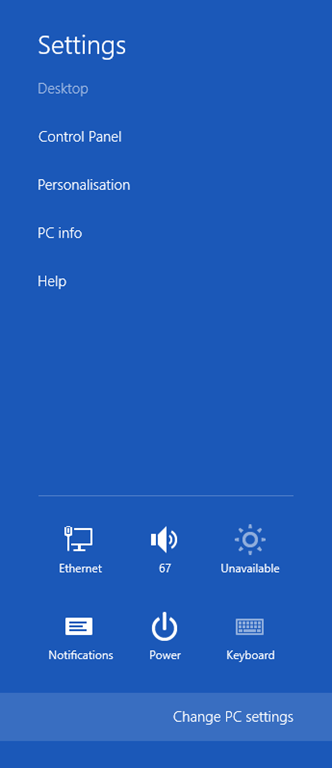 Settings
Desktop
Control Panel
Personalisation
PC info
Help
Ethernet
67
Unavailable
Notifications
Power
Keyboard
Change PC settings